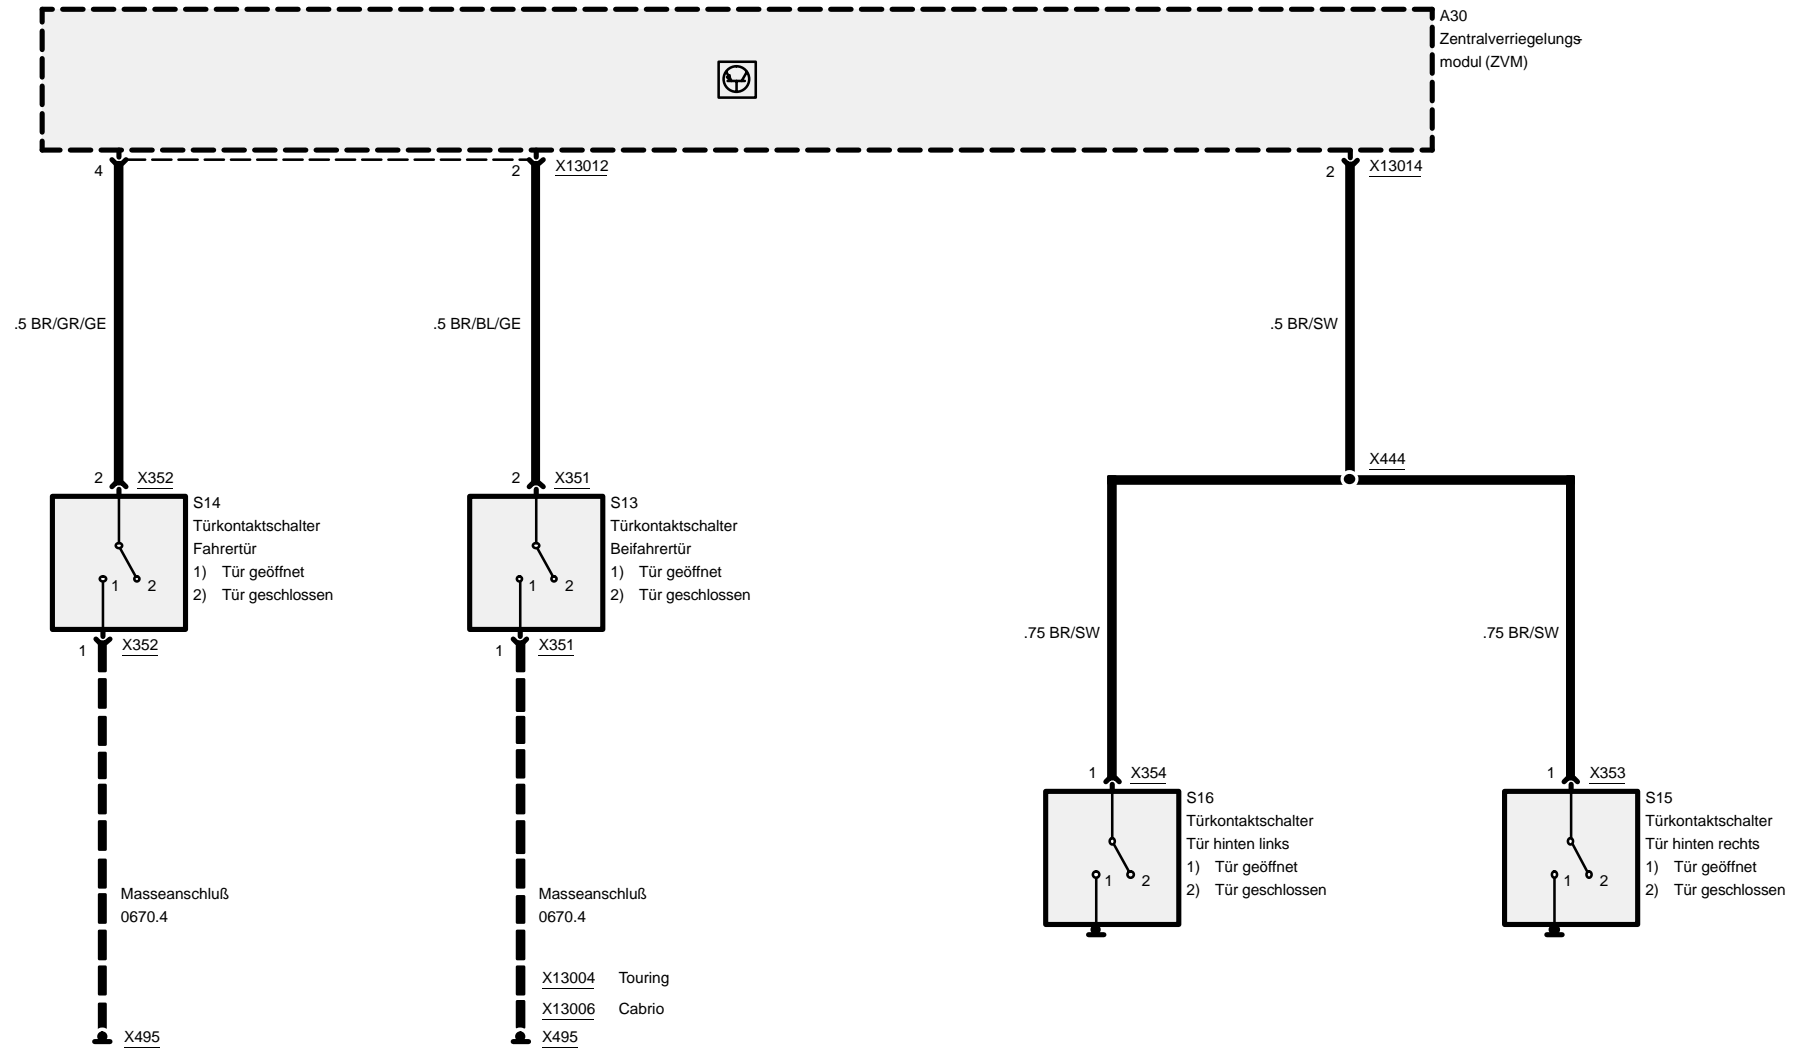 A30
Zentralverriegelungs-
modul (ZVM)
4
2 X13012
2 X13014
.5 BR/GR/GE
.5 BR/BL/GE
.5 BR/SW
X444
2 X352
S14
Türkontaktschalter
Fahrertür
1) Tür geöffnet
2) Tür geschlossen
1 2
1 X352
2 X351
S13
Türkontaktschalter
Beifahrertür
1) Tür geöffnet
2) Tür geschlossen
1 2
1 X351
.75 BR/SW
.75 BR/SW
1 X354
S16
Türkontaktschalter
Tür hinten links
1) Tür geöffnet
2) Tür geschlossen
1 2
1 X353
S15
Türkontaktschalter
Tür hinten rechts
1) Tür geöffnet
2) Tür geschlossen
1 2
Masseanschluß
0670.4
X495
Masseanschluß
0670.4
X13004 Touring
X13006 Cabrio
X495